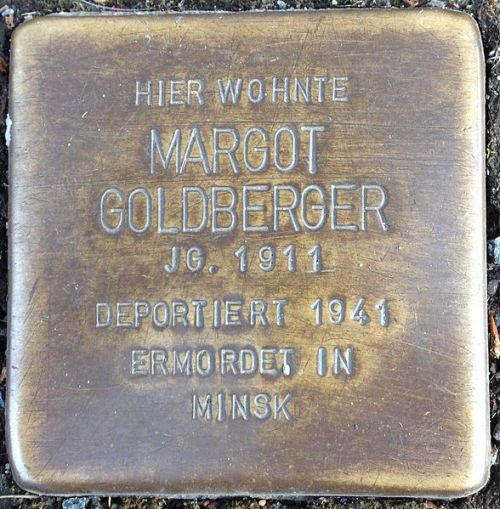 HIER WOHNTE
MARGOT
GOLDBERGER
JG. 1911
DEPORTIERT 1941
ERMORDET IN
MINSK